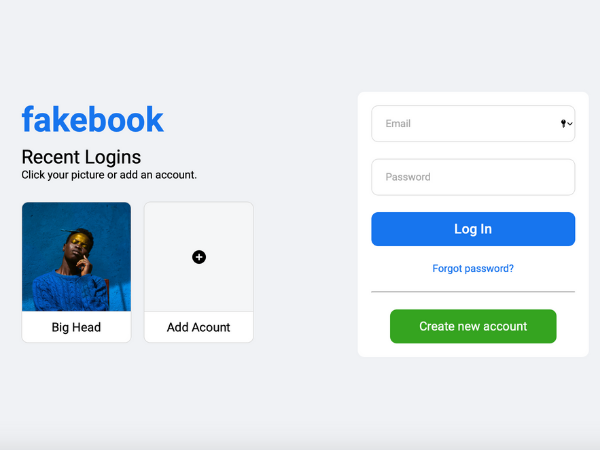 fakebook
Recent Logins
Click your picture or add an account.
Big Head
Add Acount
Email
Password
Log In
Forgot password?
Create new account